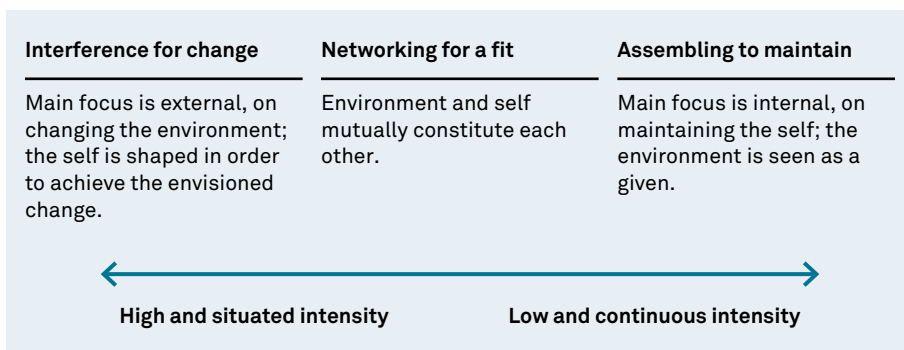 Interference for change
Main focus is external, on
changing the environment;
the self is shaped in order
to achieve the envisioned
change.
Networking for a fit
Environment and self
mutually constitute each
other.
Assembling to maintain
Main focus is internal, on
maintaining the self; the
environment is seen as a
given.
High and situated intensity
Low and continuous intensity